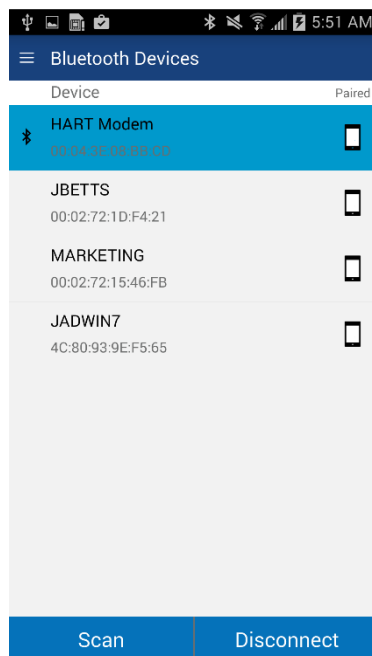 5:51 AM
Bluetooth Devices
Device Paired
HART Modem
JBETTS
00:02:72:1D:F4:21
MARKETING
00:02:72:15:46:FB
JADWIN7
4C:80:93:9E:F5:65
Scan Disconnect